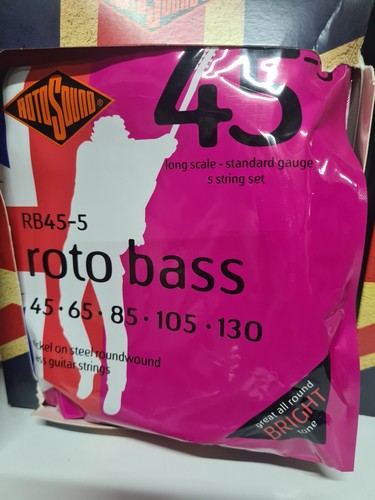 45
ROTOSOUND®
long scale - standard gauge
5 string set
RB45-5
roto bass
45 · 65 · 85 · 105 · 130
nickel on steel roundwound
guitar strings
great all round
BRIGHT
tone